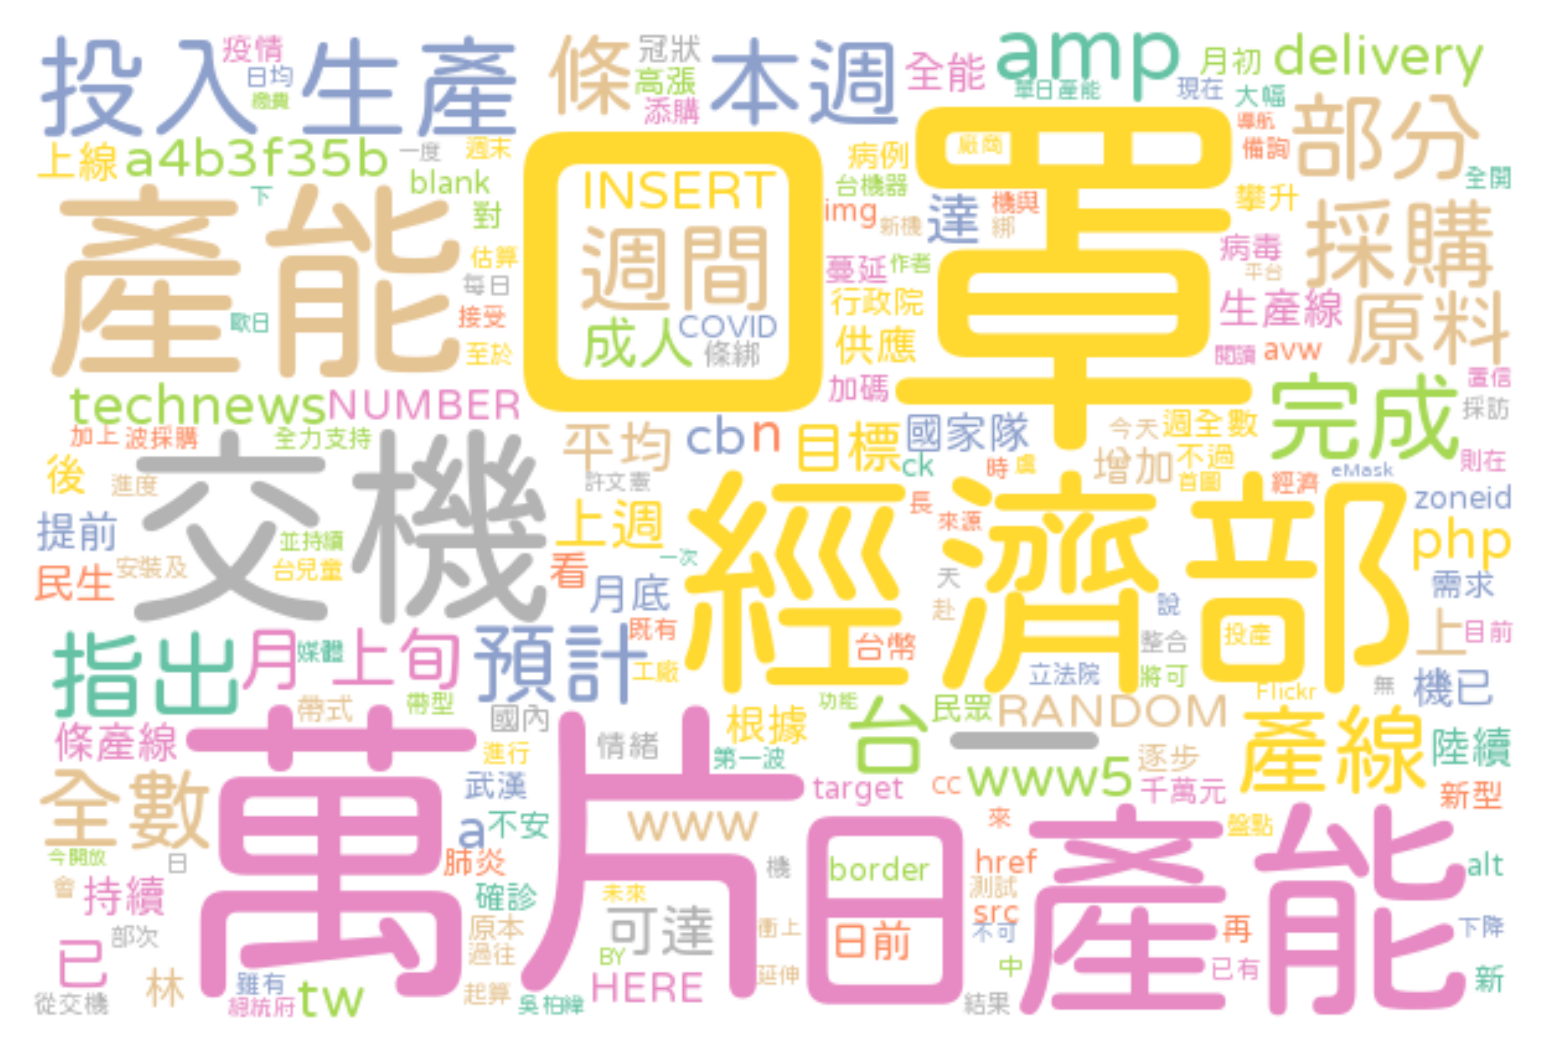 投入生產
疫情
日均
繳費
條
冠狀
高漲
添購
本週
全能
amp
單日產能
月初
delivery
現在
大幅
導航
備詢
部分
全開
上線
a4b3f35b
一度
週末
blank
下
對
口罩
廠商
INSERT
週間
成人
COVID
條綁
病例
台機器
img
新機
達
機與
綁
攀升
採購
產能
估算
每日
歐日
接受
至於
蔓延
作者
行政院
供應
加碼
病毒
平台
生產線
原料
閱讀
avw
置信
採訪
technews
NUMBER
加上
波採購
全力支持
平均
cbn
目標
國家隊
ck
時
虞
今天
週全數
增加
不過
首圖
完成
eMask
則在
後
進度
交機
許文憲
經濟部
長
來源
經濟
zoneid
提前
並持續
上週
一次
php
民生
安裝及
台兒童
看
月底
天
赴
說
需求
指出
月上旬
媒體
預計
既有
工廠
台幣
整合
投產
立法院
將可
上
目前
無
機已
Flickr
帶式
帶型
國內
功能
台
民眾
RANDOM
條產線
進行
情緒
根據
第一波
一
產線
陸續
全數
萬片
武漢
a
不安
www
target
cc
www5
逐步
千萬元
新型
今開放
日
肺炎
日產能
border
機
來
href
測試
src
不可
盤點
alt
會
持續
部次
確診
原本
過往
未來
可達
衝上
日前
再
下降
已
林
從交機
雖有
總統府
tw
起算
吳柏緯
BY
HERE
延伸
中
結果
已有
新